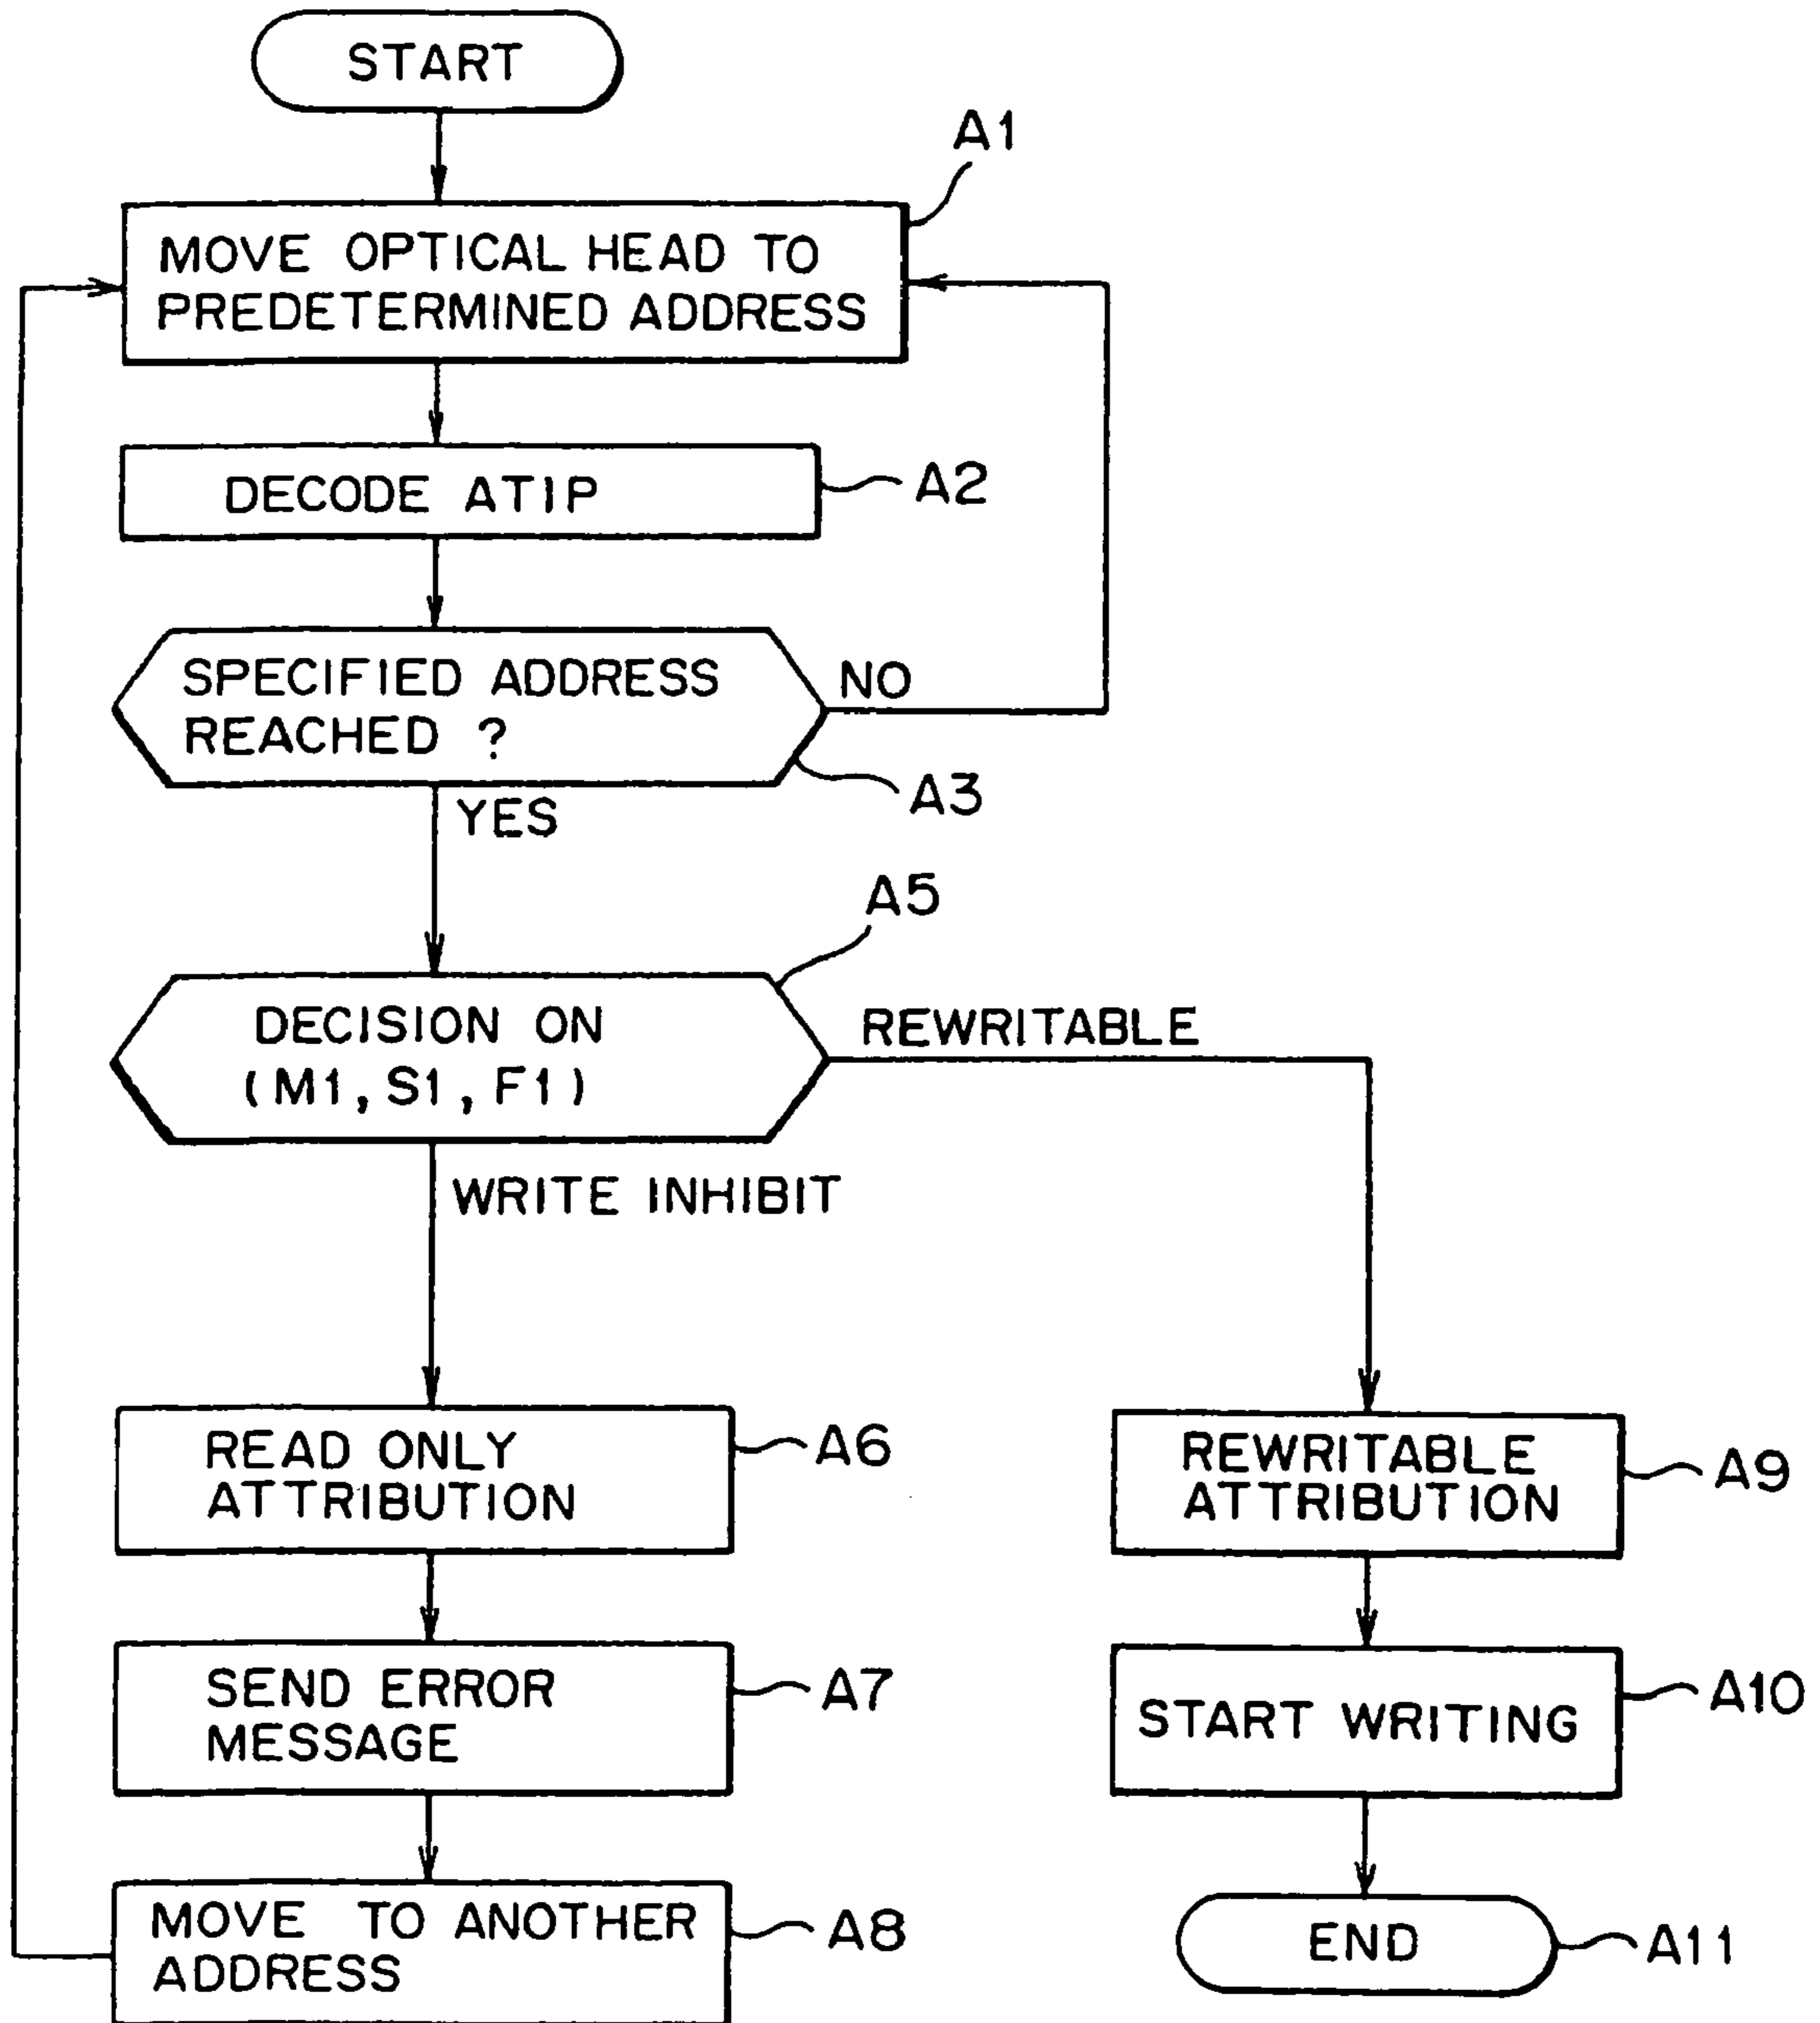 START
A1
MOVE OPTICAL HEAD TO
PREDETERMINED ADDRESS
DECODE ATIP
A2
SPECIFIED ADDRESS
REACHED ?
NO
A3
YES
A5
DECISION ON
(M1, S1, F1)
REWRITABLE
WRITE INHIBIT
READ ONLY
ATTRIBUTION
A6
REWRITABLE
ATTRIBUTION
A9
SEND ERROR
MESSAGE
A7
START WRITING
A10
MOVE TO ANOTHER
ADDRESS
A8
END
A11